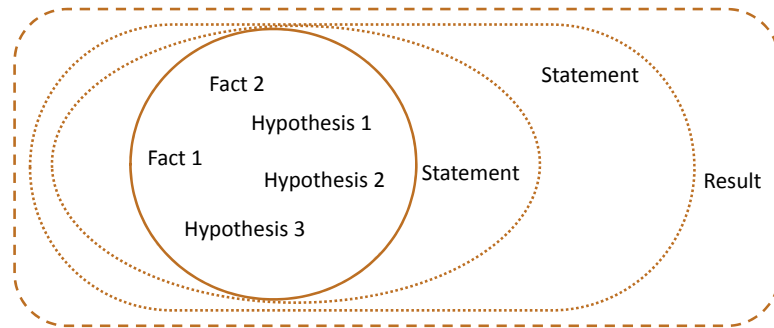 Statement
Fact 2
Hypothesis 1
Fact 1
Hypothesis 2
Statement
Result
Hypothesis 3